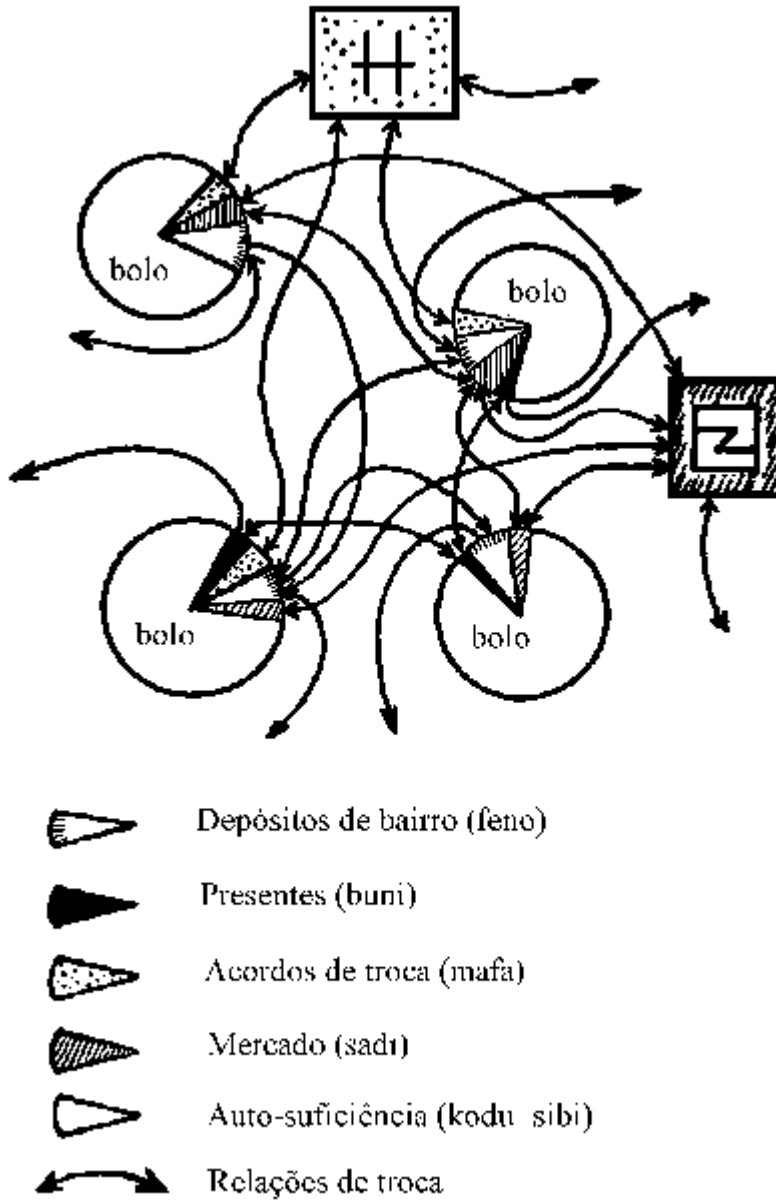 bolo
bolo
bolo
bolo
Depósitos de bairro (feno)
Presentes (buni)
Acordos de troca (mafa)
Mercado (sadi)
Auto-suficiência (kodu sibi)
Relações de troca